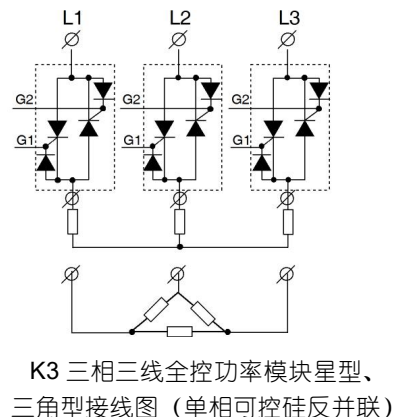 L1 L2 L3
G2 G2 G2
G1 G1 G1
K3 三相三线全控功率模块星型、
三角型接线图（单相可控硅反并联）